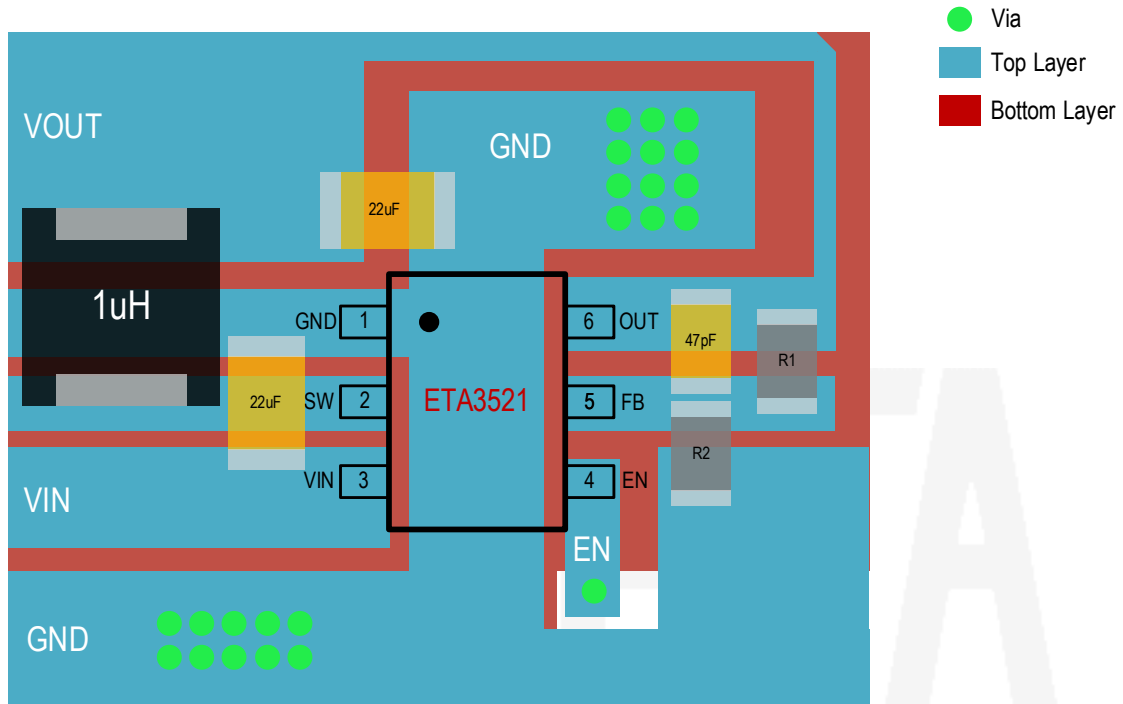 Via
Top Layer
Bottom Layer
VOUT
GND
22uF
1uH
GND 1
6 OUT
47pF
R1
22uF
SW 2
ETA3521
5 FB
R2
VIN
VIN 3
4 EN
EN
GND
TA